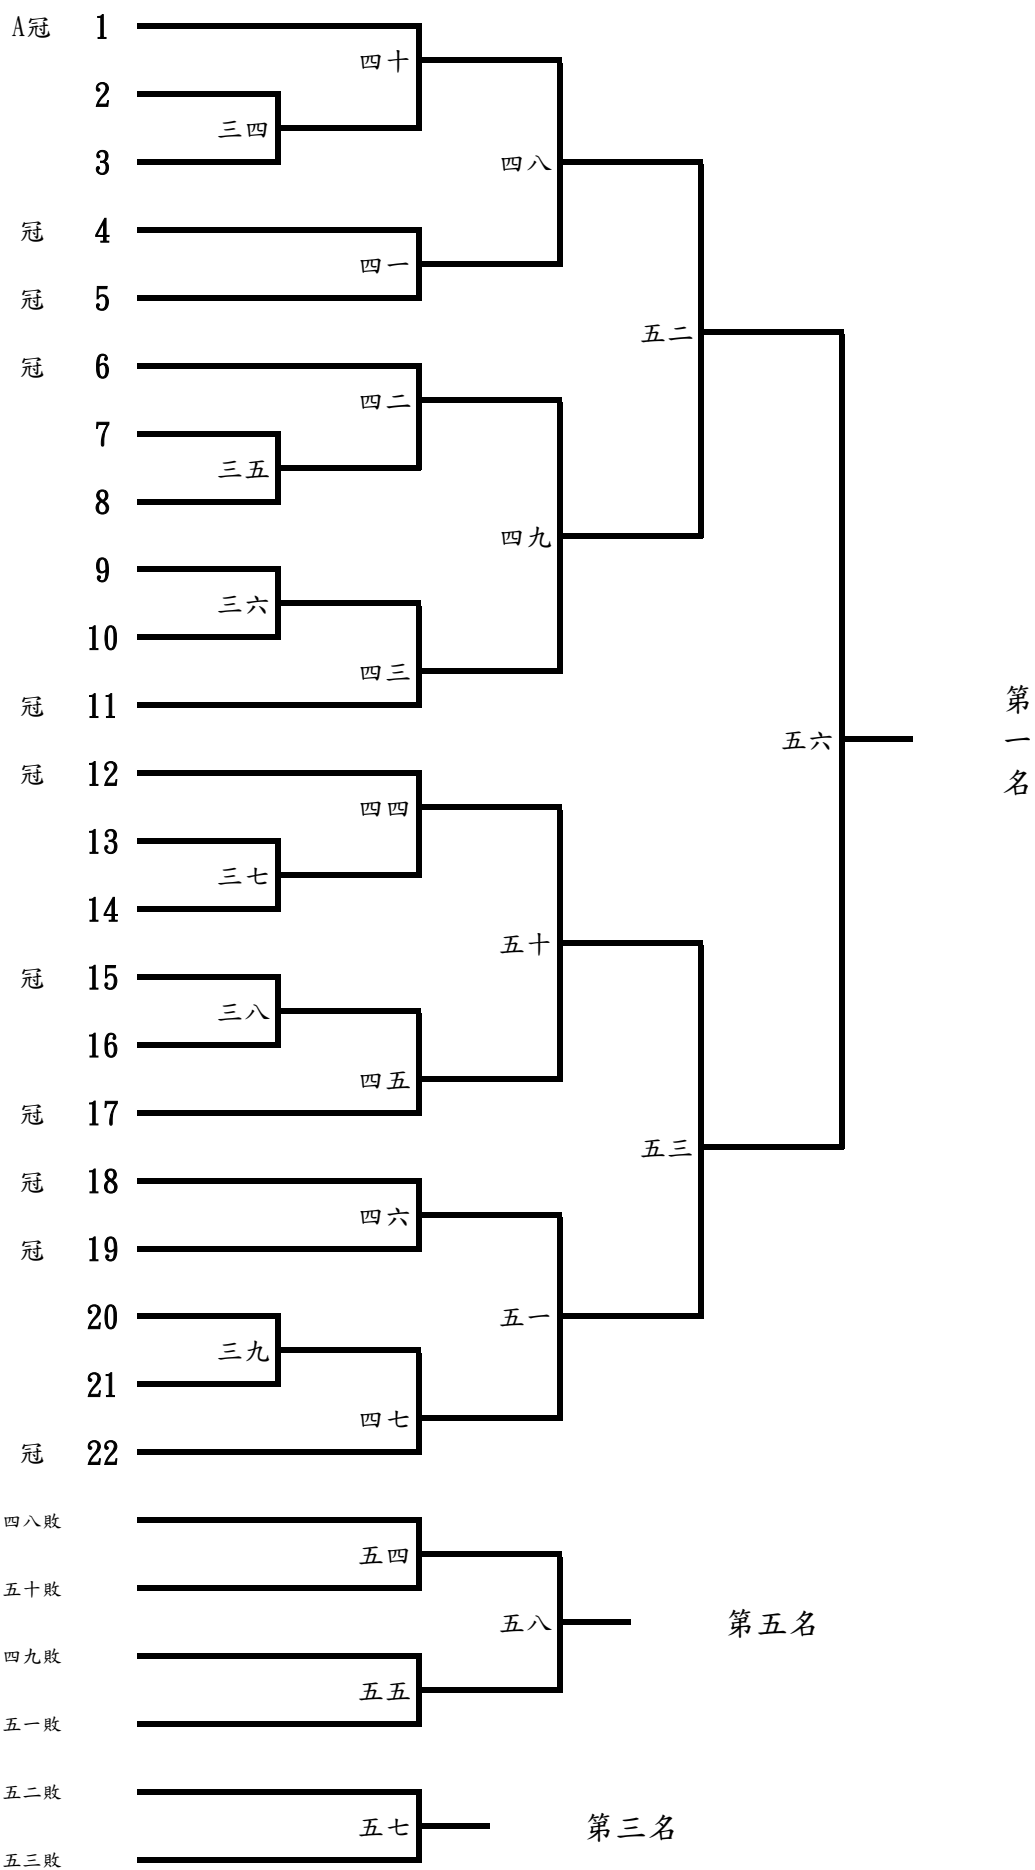 A冠 1
四十
2
三四
3
四八
冠 4
四一
冠 5
五二
冠 6
四二
7
三五
8
四九
9
三六
10
四三
冠 11
第一名
五六
冠 12
四四
13
三七
14
五十
冠 15
三八
16
四五
冠 17
五三
冠 18
四六
冠 19
20
五一
三九
21
四七
冠 22
四八敗
五四
五十敗
五八 第五名
四九敗
五五
五一敗
五二敗
五七 第三名
五三敗